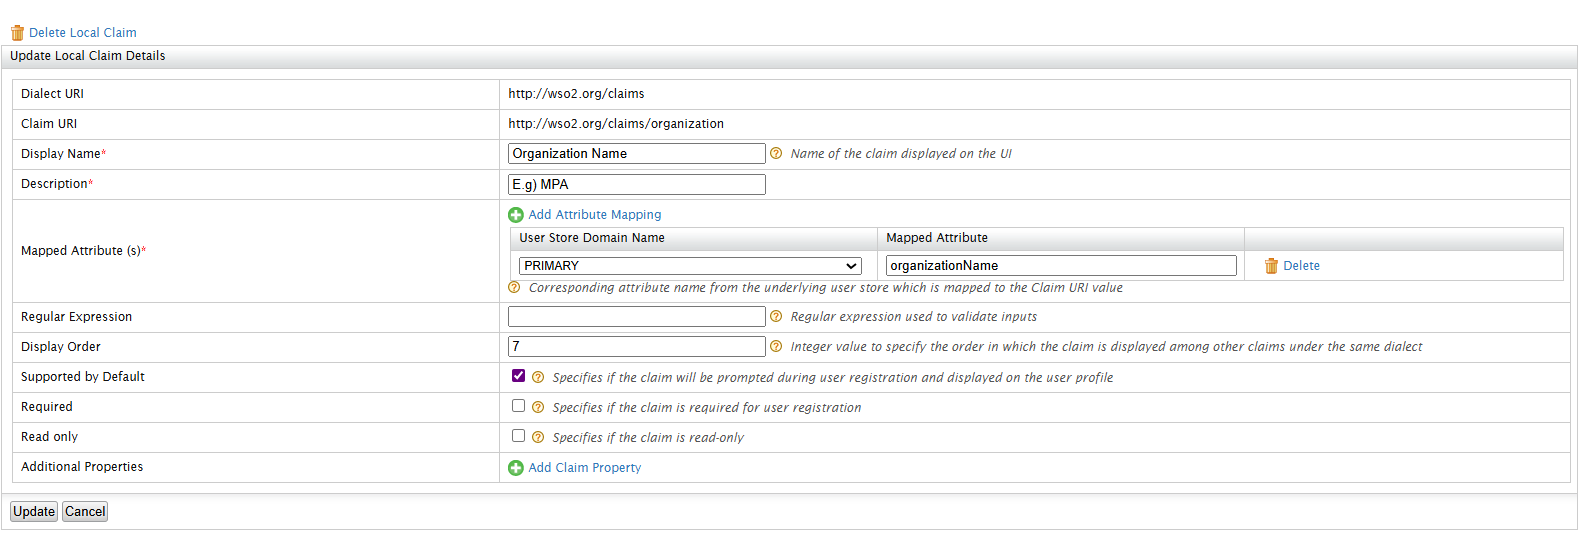 Delete Local Claim
Update Local Claim Details
Dialect URI http://wso2.org/claims
Claim URI http://wso2.org/claims/organization
Display Name* Organization Name Name of the claim displayed on the UI
Description* E.g) MPA
Mapped Attribute (s)*
Add Attribute Mapping
User Store Domain Name Mapped Attribute
PRIMARY organizationName Delete
Corresponding attribute name from the underlying user store which is mapped to the Claim URI value
Regular Expression Regular expression used to validate inputs
Display Order 7 Integer value to specify the order in which the claim is displayed among other claims under the same dialect
Supported by Default Specifies if the claim will be prompted during user registration and displayed on the user profile
Required Specifies if the claim is required for user registration
Read only Specifies if the claim is read-only
Additional Properties Add Claim Property
Update Cancel